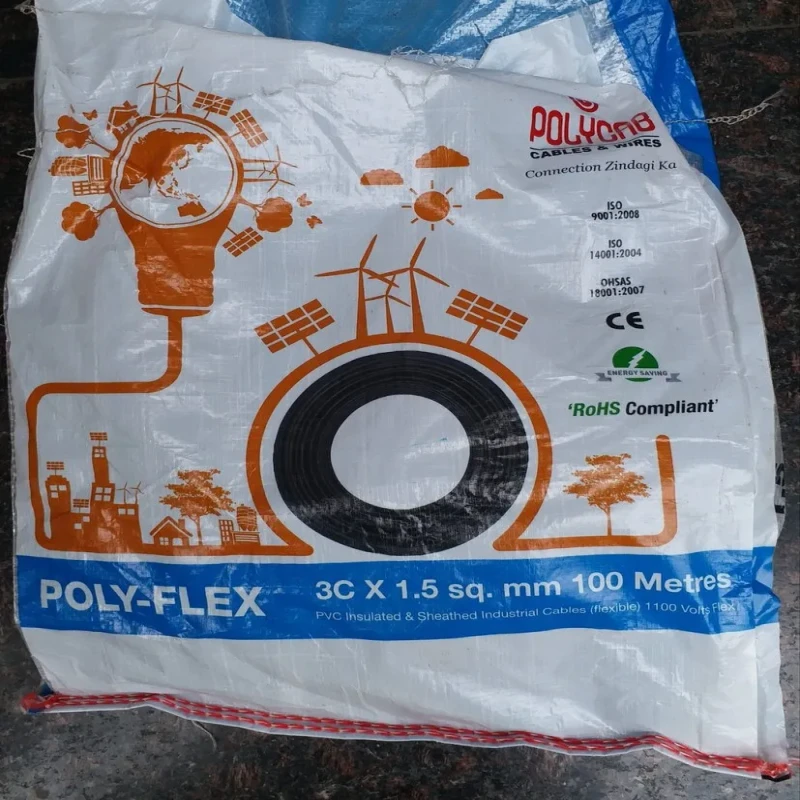 POLYCAB
CABLES & WIRES
Connection Zindagi Ka
ISO
9001:2008
ISO
14001:2004
OHSAS
18001:2007
CE
ENERGY SAVING
'RoHS Compliant'
POLY-FLEX
3C X 1.5 sq. mm 100 Metres
PVC Insulated & Sheathed Industrial Cables (flexible) 1100 Volts Flex